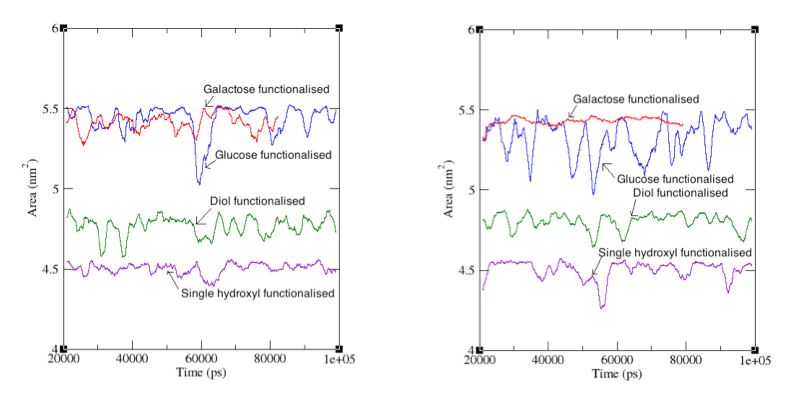 6
5.5
5
4.5
4
Area (nm2)
Galactose functionalised
Glucose functionalised
Diol functionalised
Single hydroxyl functionalised
20000 40000 60000 80000 1e+05
Time (ps)
6
5.5
5
4.5
4
Area (nm2)
Galactose functionalised
Glucose functionalised
Diol functionalised
Single hydroxyl functionalised
20000 40000 60000 80000 1e+05
Time (ps)